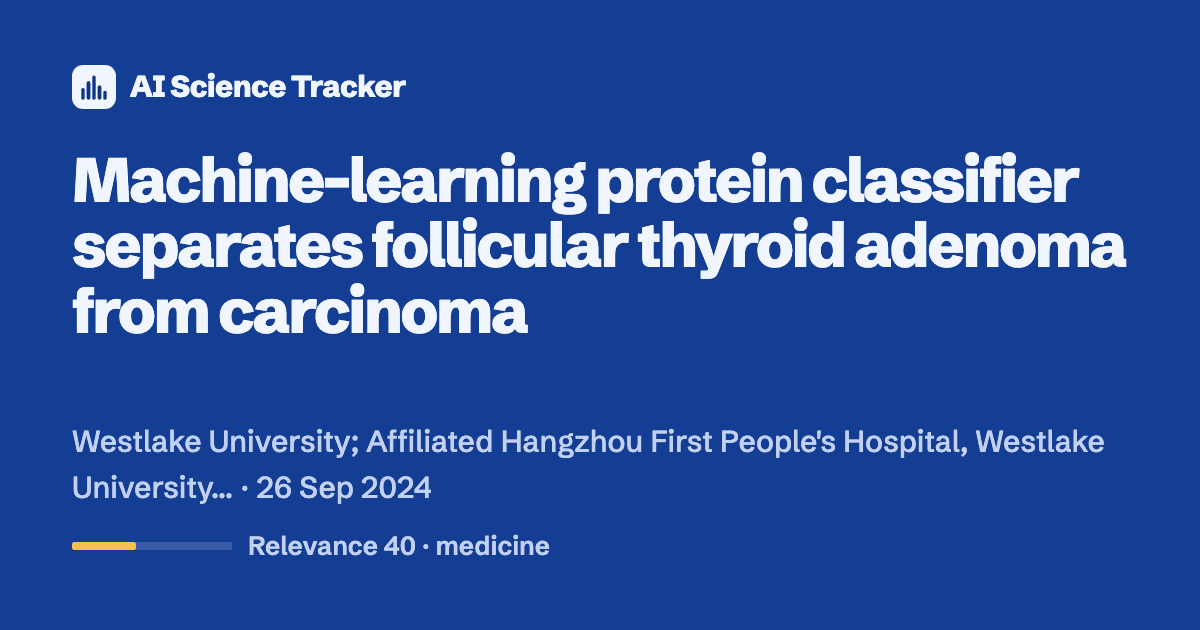 AI Science Tracker
Machine-learning protein classifier
separates follicular thyroid adenoma
from carcinoma
Westlake University; Affiliated Hangzhou First People's Hospital, Westlake
University... · 26 Sep 2024
Relevance 40 · medicine